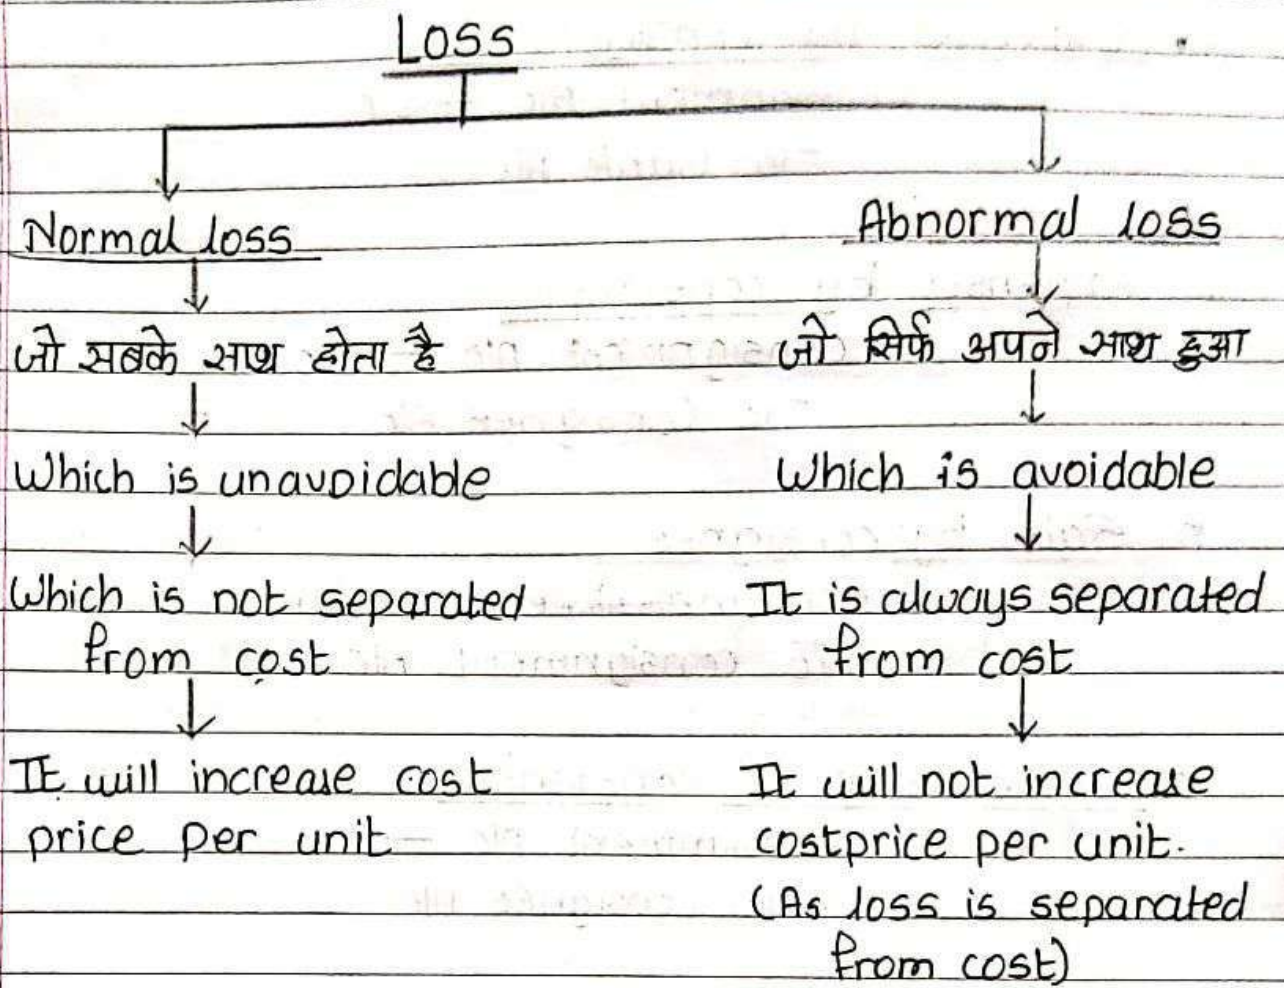 Loss
Normal loss
Abnormal loss
जो सबके साथ होता है
जो सिर्फ अपने साथ हुआ
Which is unavoidable
Which is avoidable
Which is not separated
from cost
It is always separated
from cost
It will increase cost
price per unit
It will not increase
costprice per unit.
(As loss is separated
from cost)